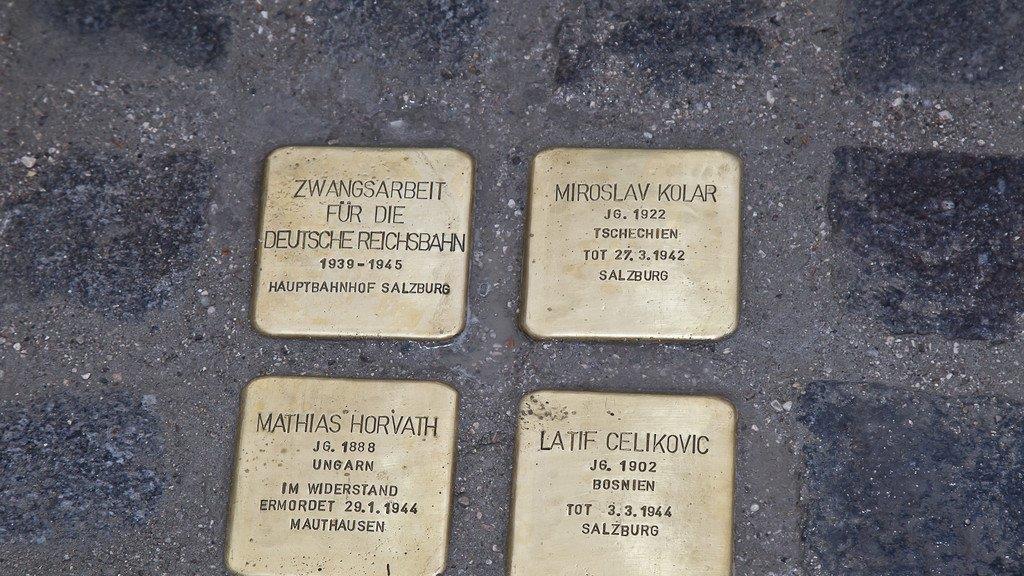 ZWANGSARBEIT
FÜR DIE
DEUTSCHE REICHSBAHN
1939-1945
HAUPTBAHNHOF SALZBURG
MIROSLAV KOLAR
JG. 1922
TSCHECHIEN
TOT 27.3.1942
SALZBURG
MATHIAS HORVATH
JG. 1888
UNGARN
IM WIDERSTAND
ERMORDET 29.1.1944
MAUTHAUSEN
LATIF CELIKOVIC
JG. 1902
BOSNIEN
TOT 3.3.1944
SALZBURG